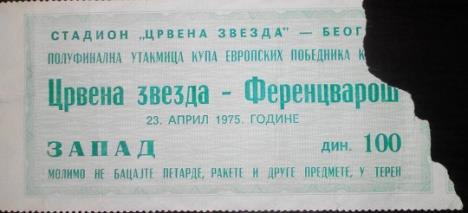 СТАДИОН „ЦРВЕНА ЗВЕЗДА" — БЕОГ
ПОЛУФИНАЛНА УТАКМИЦА КУПА ЕВРОПСКИХ ПОБЕДНИКА К
Црвена звезда - Ференцварош
23. АПРИЛ 1975. ГОДИНЕ
ЗАПАД ДИН. 100
МОЛИМО НЕ БАЦАЈТЕ ПЕТАРДЕ, РАКЕТЕ И ДРУГЕ ПРЕДМЕТЕ, У ТЕРЕН